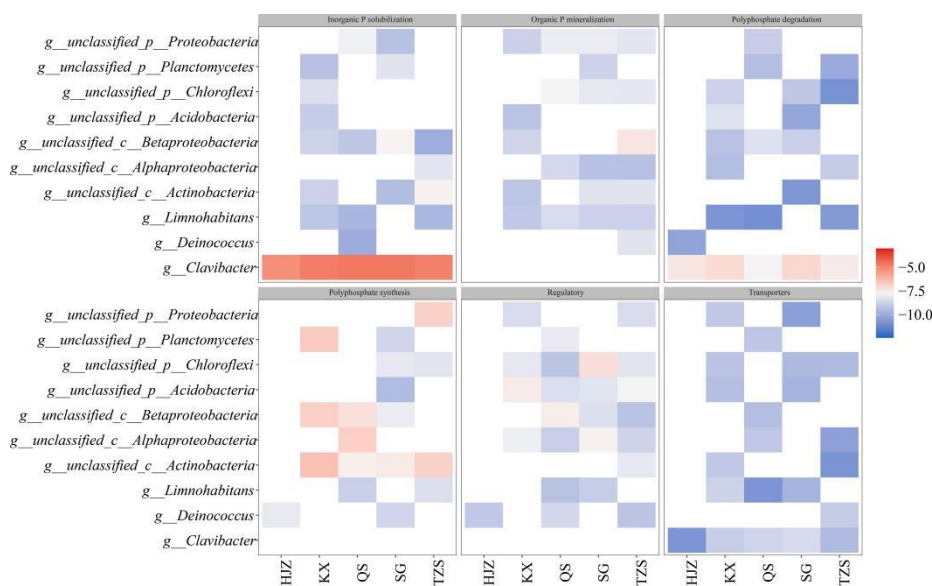 Inorganic P solubilization Organic P mineralization Polyphosphate degradation
g__unclassified_p__Proteobacteria
g__unclassified_p__Planctomycetes
g__unclassified_p__Chloroflexi
g__unclassified_p__Acidobacteria
g__unclassified_c__Betaproteobacteria
g__unclassified_c__Alphaproteobacteria
g__unclassified_c__Actinobacteria
g__Limnohabitans
g__Deinococcus
g__Clavibacter
−5.0
−7.5
−10.0
Polyphosphate synthesis Regulatory Transporters
g__unclassified_p__Proteobacteria
g__unclassified_p__Planctomycetes
g__unclassified_p__Chloroflexi
g__unclassified_p__Acidobacteria
g__unclassified_c__Betaproteobacteria
g__unclassified_c__Alphaproteobacteria
g__unclassified_c__Actinobacteria
g__Limnohabitans
g__Deinococcus
g__Clavibacter
HJZ KX QS SG TZS HJZ KX QS SG TZS HJZ KX QS SG TZS